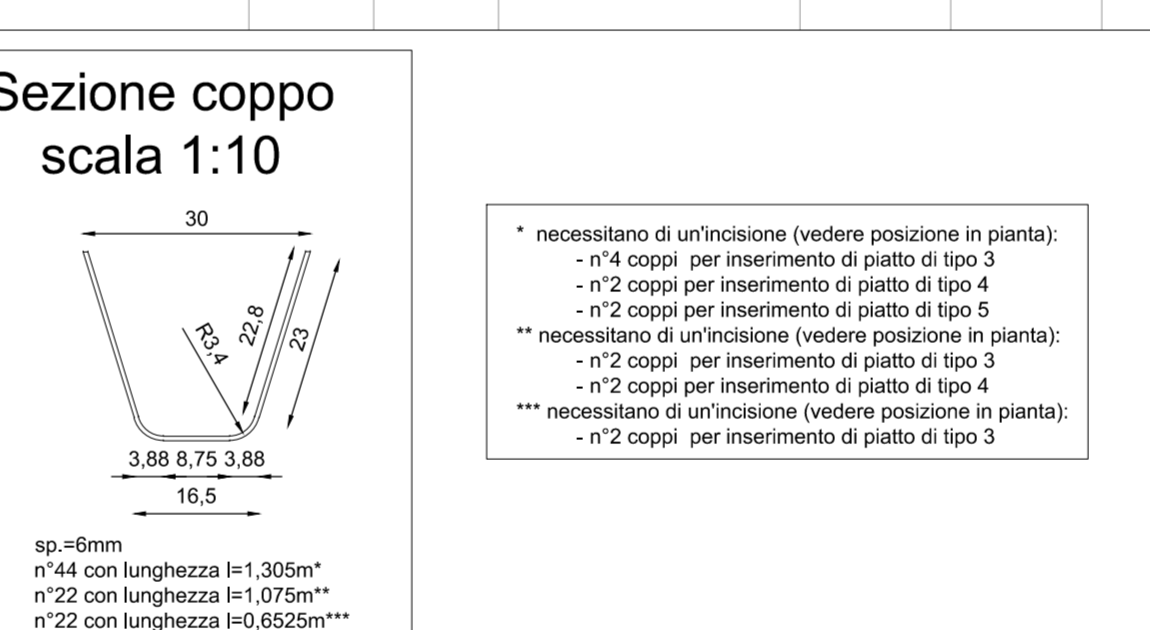 Sezione coppo
scala 1:10
30
22,8
23
R3,4
3,88 8,75 3,88
16,5
sp.=6mm
n°44 con lunghezza l=1,305m*
n°22 con lunghezza l=1,075m**
n°22 con lunghezza l=0,6525m***
* necessitano di un'incisione (vedere posizione in pianta):
- n°4 coppi per inserimento di piatto di tipo 3
- n°2 coppi per inserimento di piatto di tipo 4
- n°2 coppi per inserimento di piatto di tipo 5
** necessitano di un'incisione (vedere posizione in pianta):
- n°2 coppi per inserimento di piatto di tipo 3
- n°2 coppi per inserimento di piatto di tipo 4
*** necessitano di un'incisione (vedere posizione in pianta):
- n°2 coppi per inserimento di piatto di tipo 3